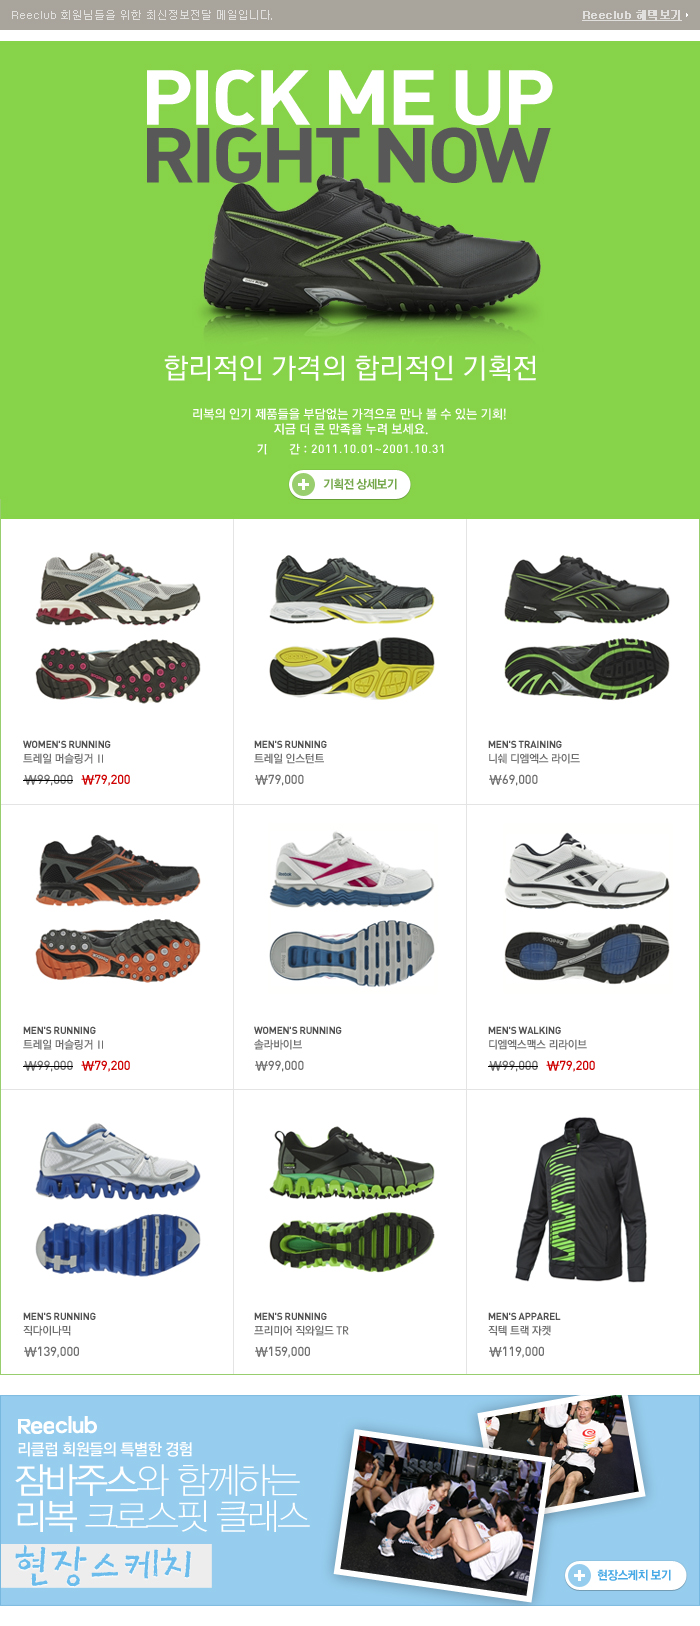 Reeclub 회원님들을 위한 최신정보전달 메일입니다.
Reeclub 혜택보기
PICK ME UP
RIGHT NOW
합리적인 가격의 합리적인 기획전
리복의 인기 제품들을 부담없는 가격으로 만나 볼 수 있는 기회!
지금 더 큰 만족을 누려 보세요.
기 간 : 2011.10.01~2001.10.31
기획전 상세보기
WOMEN'S RUNNING
트레일 머슬링거 II
₩99,000 ₩79,200
MEN'S RUNNING
트레일 인스턴트
₩79,000
MEN'S TRAINING
니쉐 디엠엑스 라이드
₩69,000
MEN'S RUNNING
트레일 머슬링거 II
₩99,000 ₩79,200
WOMEN'S RUNNING
솔라바이브
₩99,000
MEN'S WALKING
디엠엑스맥스 리라이브
₩99,000 ₩79,200
MEN'S RUNNING
직다이나믹
₩139,000
MEN'S RUNNING
프리미어 직와일드 TR
₩159,000
MEN'S APPAREL
직텍 트랙 자켓
₩119,000
Reeclub
리클럽 회원들의 특별한 경험
잠바주스와 함께하는
리복 크로스핏 클래스
현장스케치
현장스케치 보기